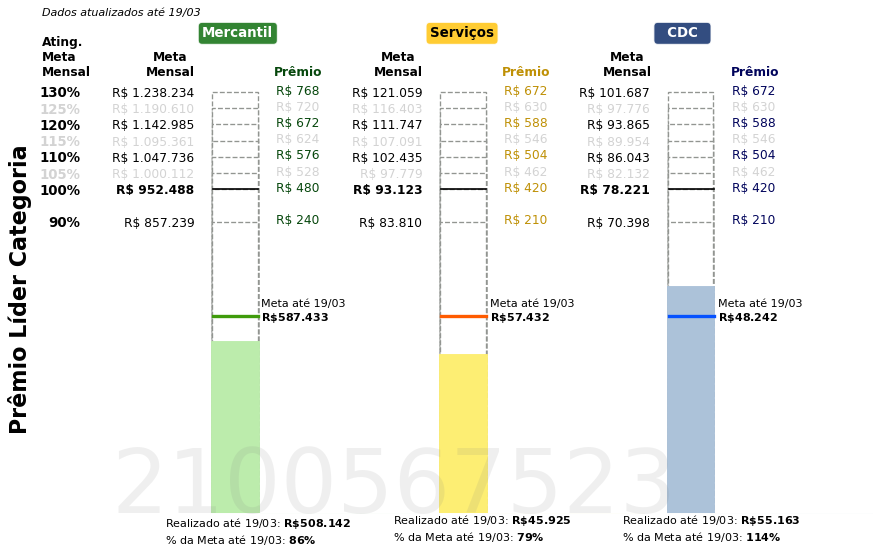 Dados atualizados até 19/03
Mercantil Serviços CDC
Ating.
Meta
Mensal
Meta
Mensal Prêmio
Meta
Mensal Prêmio
Meta
Mensal Prêmio
130% R$ 1.238.234 R$ 768 R$ 121.059 R$ 672 R$ 101.687 R$ 672
125% R$ 1.190.610 R$ 720 R$ 116.403 R$ 630 R$ 97.776 R$ 630
120% R$ 1.142.985 R$ 672 R$ 111.747 R$ 588 R$ 93.865 R$ 588
115% R$ 1.095.361 R$ 624 R$ 107.091 R$ 546 R$ 89.954 R$ 546
110% R$ 1.047.736 R$ 576 R$ 102.435 R$ 504 R$ 86.043 R$ 504
105% R$ 1.000.112 R$ 528 R$ 97.779 R$ 462 R$ 82.132 R$ 462
100% R$ 952.488 R$ 480 R$ 93.123 R$ 420 R$ 78.221 R$ 420
90% R$ 857.239 R$ 240 R$ 83.810 R$ 210 R$ 70.398 R$ 210
Prêmio Líder Categoria
Meta até 19/03
R$587.433
Meta até 19/03
R$57.432
Meta até 19/03
R$48.242
2100567523
Realizado até 19/03: R$508.142
% da Meta até 19/03: 86%
Realizado até 19/03: R$45.925
% da Meta até 19/03: 79%
Realizado até 19/03: R$55.163
% da Meta até 19/03: 114%